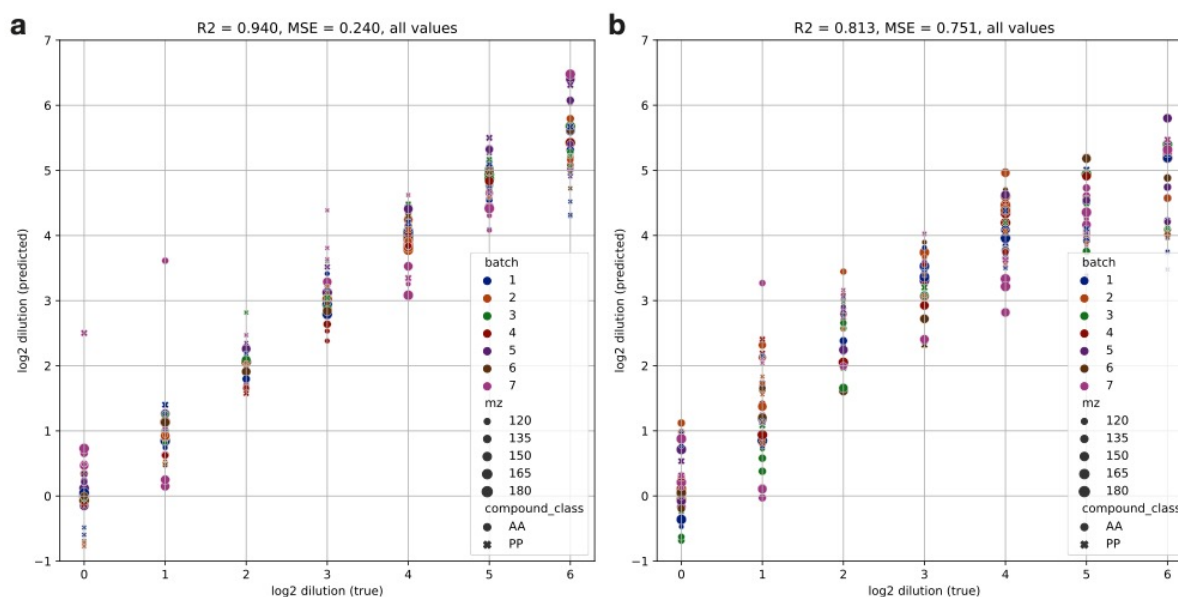 a
R2 = 0.940, MSE = 0.240, all values
7
6
5
4
3
2
1
0
−1
log2 dilution (predicted)
0 1 2 3 4 5 6
log2 dilution (true)
batch
1
2
3
4
5
6
7
mz
120
135
150
165
180
compound_class
AA
PP
b
R2 = 0.813, MSE = 0.751, all values
7
6
5
4
3
2
1
0
−1
log2 dilution (predicted)
0 1 2 3 4 5 6
log2 dilution (true)
batch
1
2
3
4
5
6
7
mz
120
135
150
165
180
compound_class
AA
PP